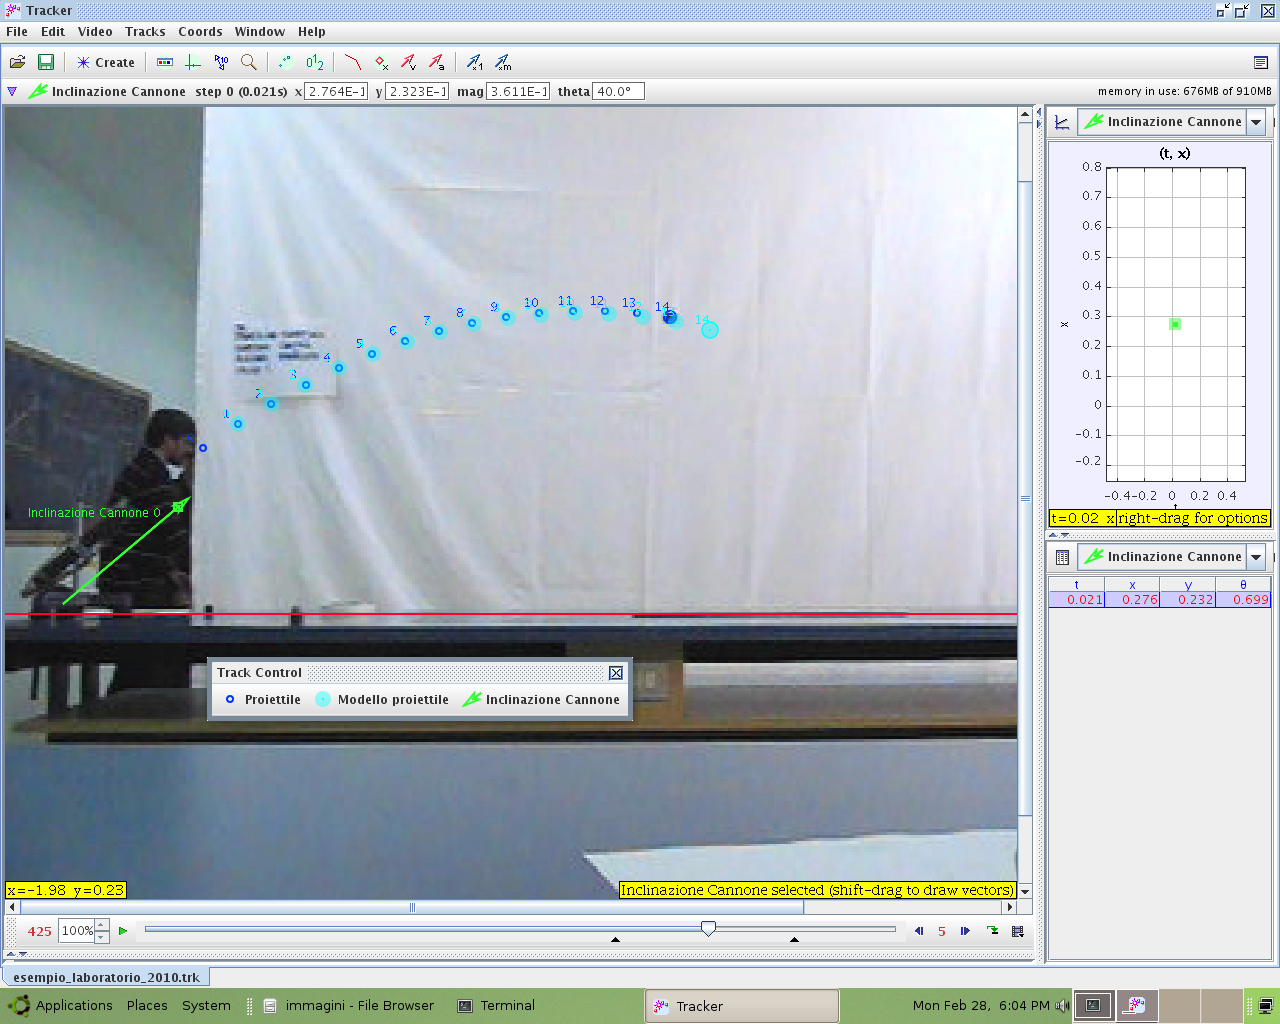 Tracker
File Edit Video Tracks Coords Window Help
Create
Inclinazione Cannone step 0 (0.021s) x 2.764E-1 y 2.323E-1 mag 3.611E-1 theta 40.0°
memory in use: 676MB of 910MB
Inclinazione Cannone
(t, x)
0.8
0.7
0.6
0.5
0.4
0.3
x
0.2
0.1
0
-0.1
-0.2
-0.4 -0.2 0 0.2 0.4
t
t=0.02 x right-drag for options
Inclinazione Cannone
t x y θ
0.021 0.276 0.232 0.699
1
2
3
4
5
6
7
8
9
10
11
12
13
14
14
Inclinazione Cannone 0
Track Control
Proiettile Modello proiettile Inclinazione Cannone
x=-1.98 y=0.23
Inclinazione Cannone selected (shift-drag to draw vectors)
425 100% 5
esempio_laboratorio_2010.trk
Applications Places System immagini - File Browser Terminal Tracker Mon Feb 28, 6:04 PM